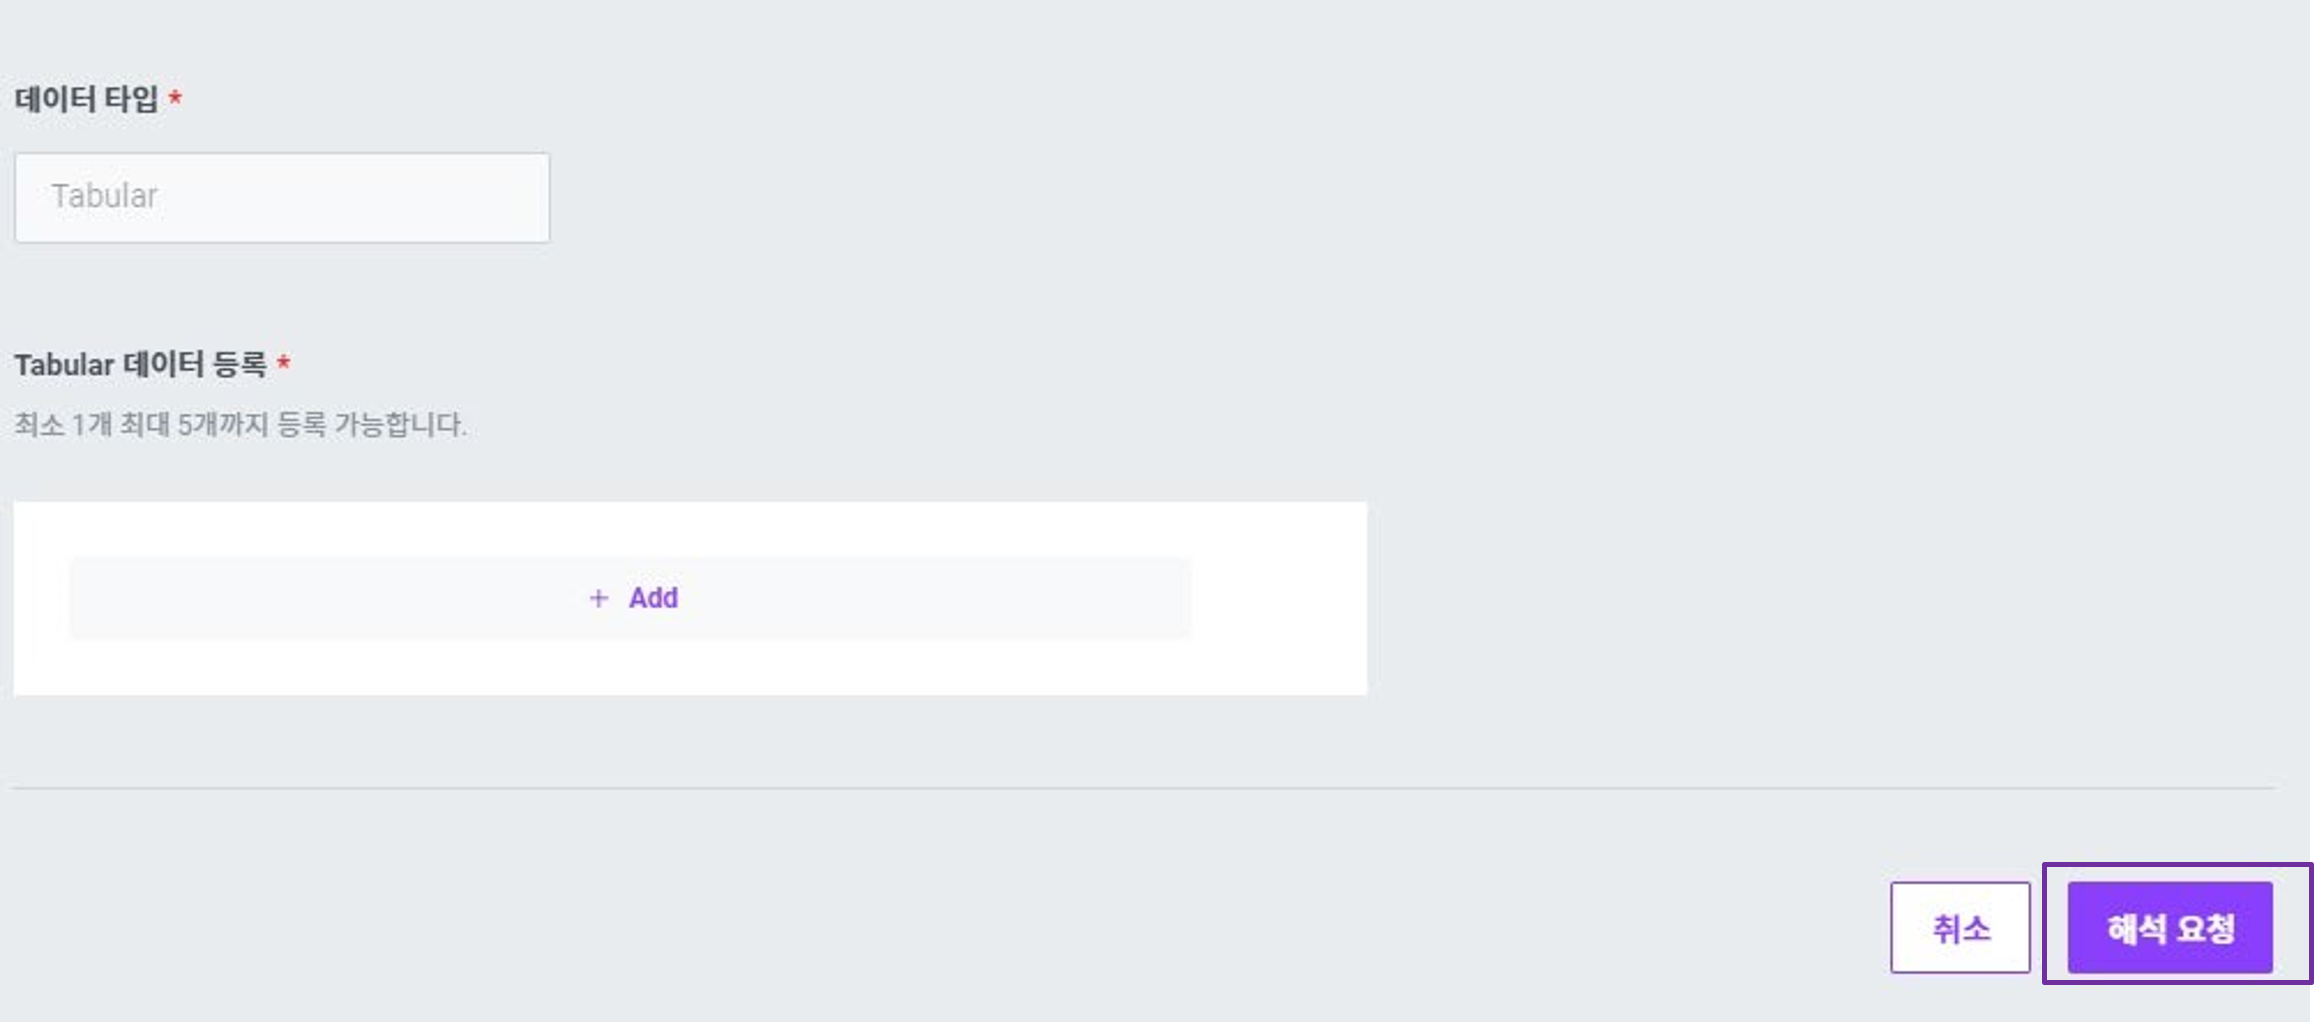 데이터 타입 *
Tabular
Tabular 데이터 등록 *
최소 1개 최대 5개까지 등록 가능합니다.
+ Add
취소
해석 요청